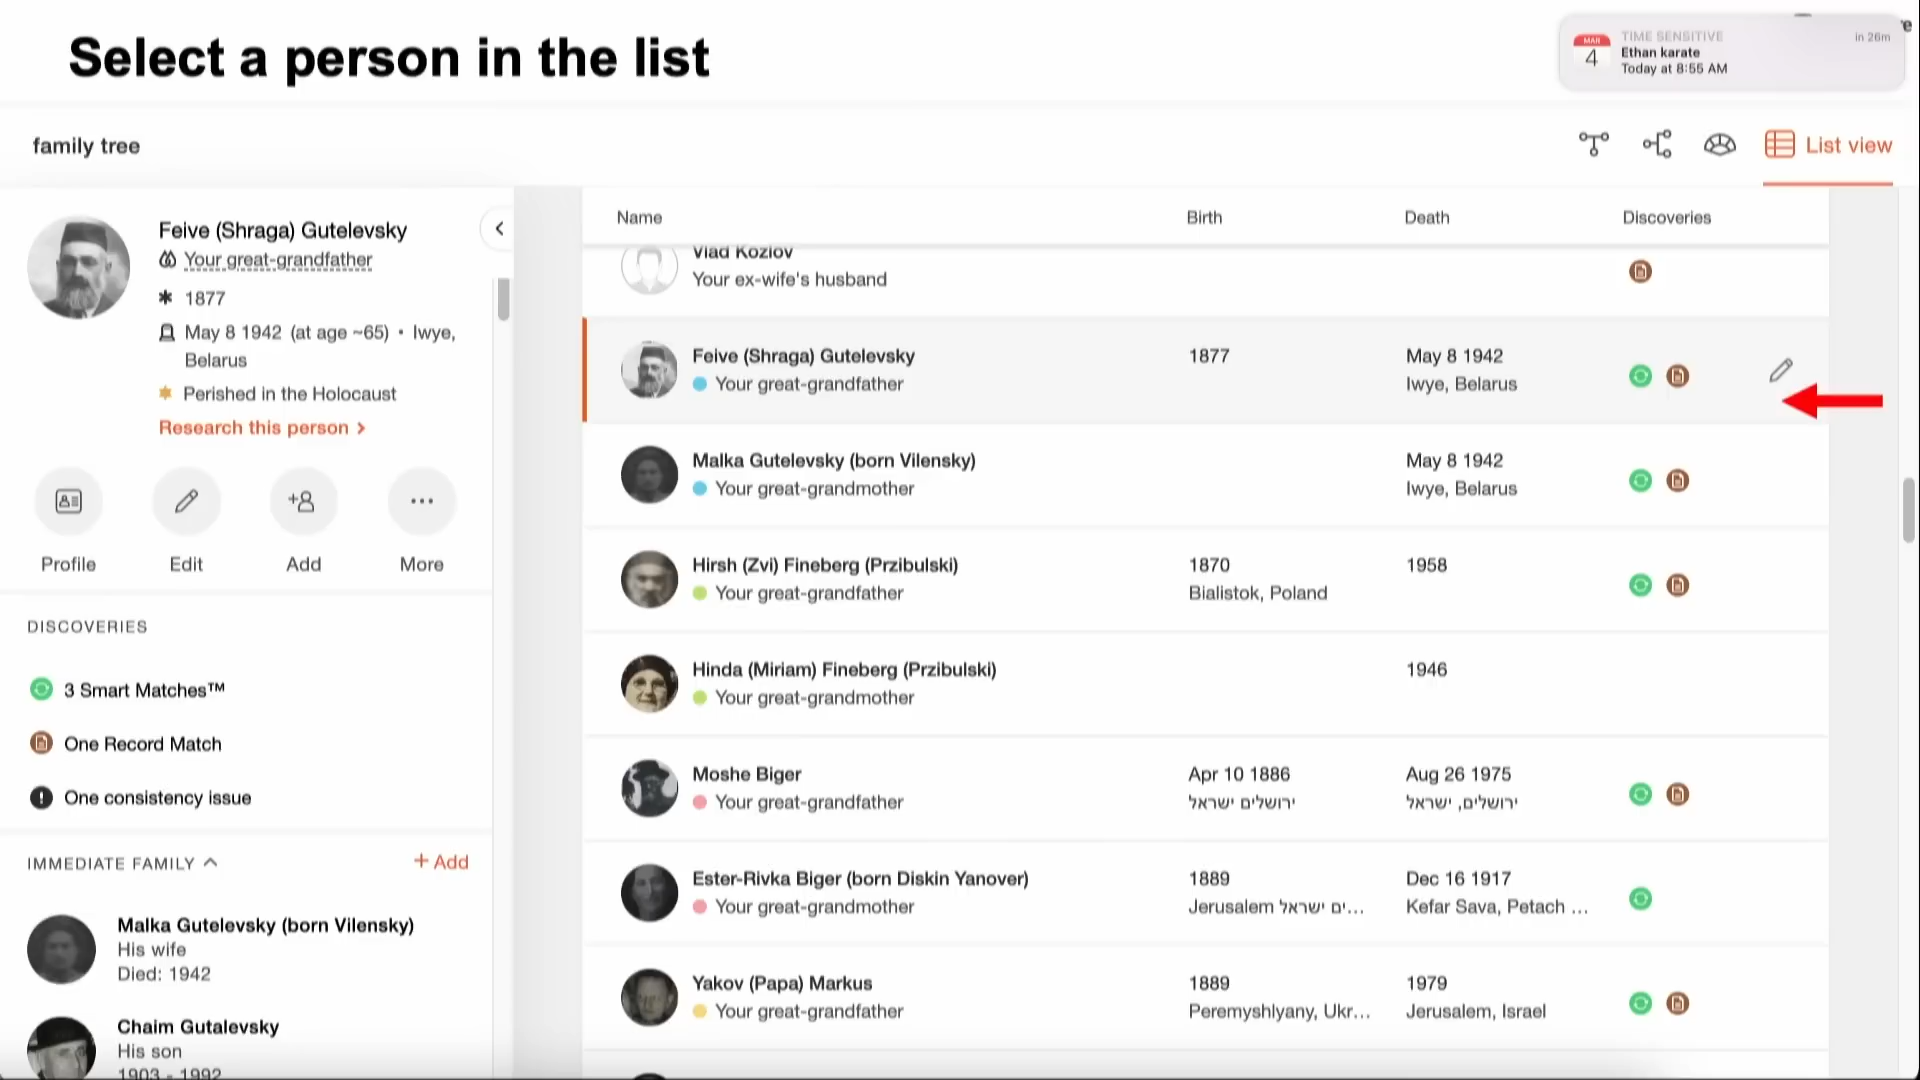 Select a person in the list
TIME SENSITIVE
in 26m
MAR
4
Ethan karate
Today at 8:55 AM
family tree
List view
Feive (Shraga) Gutelevsky
Your great-grandfather
1877
May 8 1942 (at age ~65) • Iwye,
Belarus
Perished in the Holocaust
Research this person
Profile
Edit
Add
More
DISCOVERIES
3 Smart Matches™
One Record Match
One consistency issue
IMMEDIATE FAMILY
+ Add
Malka Gutelevsky (born Vilensky)
His wife
Died: 1942
Chaim Gutalevsky
His son
1903 - 1992
Name
Birth
Death
Discoveries
Vlad Kozlov
Your ex-wife's husband
Feive (Shraga) Gutelevsky
1877
May 8 1942
Your great-grandfather
Iwye, Belarus
Malka Gutelevsky (born Vilensky)
May 8 1942
Your great-grandmother
Iwye, Belarus
Hirsh (Zvi) Fineberg (Przibulski)
1870
1958
Your great-grandfather
Bialistok, Poland
Hinda (Miriam) Fineberg (Przibulski)
1946
Your great-grandmother
Moshe Biger
Apr 10 1886
Aug 26 1975
Your great-grandfather
ירושלים ישראל
ירושלים, ישראל
Ester-Rivka Biger (born Diskin Yanover)
1889
Dec 16 1917
Your great-grandmother
Jerusalem ים ישראל...
Kefar Sava, Petach ...
Yakov (Papa) Markus
1889
1979
Your great-grandfather
Peremyshlyany, Ukr...
Jerusalem, Israel